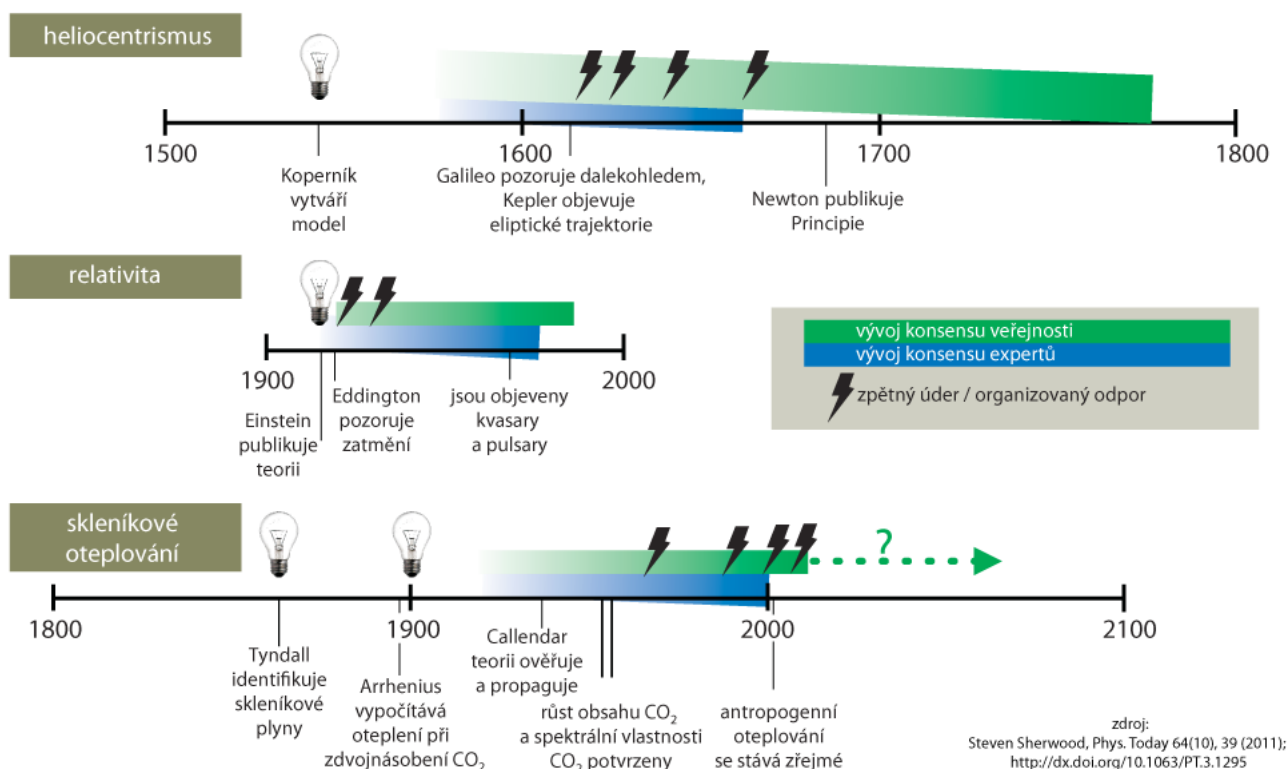 heliocentrismus
1500
1600
1700
1800
Koperník
vytváří
model
Galileo pozoruje dalekohledem,
Kepler objevuje
eliptické trajektorie
Newton publikuje
Principie
relativita
1900
2000
Einstein
publikuje
teorii
Eddington
pozoruje
zatmění
jsou objeveny
kvasary
a pulsary
vývoj konsensu veřejnosti
vývoj konsensu expertů
zpětný úder / organizovaný odpor
skleníkové
oteplování
?
1800
1900
2000
2100
Tyndall
identifikuje
skleníkové
plyny
Arrhenius
vypočítává
oteplení při
zdvojnásobení CO₂
Callendar
teorii ověřuje
a propaguje
růst obsahu CO₂
a spektrální vlastnosti
CO₂ potvrzeny
antropogenní
oteplování
se stává zřejmé
zdroj:
Steven Sherwood, Phys. Today 64(10), 39 (2011);
http://dx.doi.org/10.1063/PT.3.1295